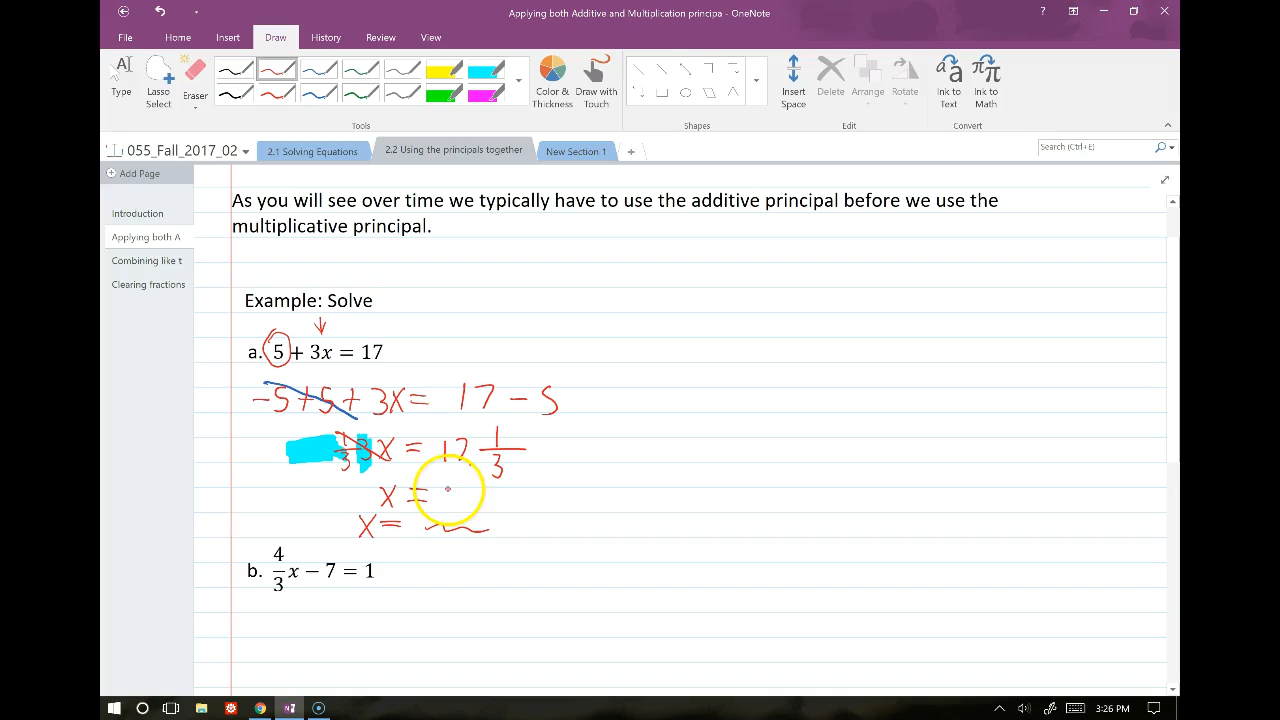 Applying both Additive and Multiplication principa - OneNote
File Home Insert Draw History Review View
Type
Lasso Select
Eraser
Color & Thickness
Draw with Touch
Insert Space
Delete
Arrange
Rotate
Ink to Text
Ink to Math
Tools
Shapes
Edit
Convert
055_Fall_2017_02
2.1 Solving Equations
2.2 Using the principals together
New Section 1
Search (Ctrl+E)
Add Page
Introduction
Applying both A
Combining like t
Clearing fractions
As you will see over time we typically have to use the additive principal before we use the
multiplicative principal.
Example: Solve
a. 5 + 3x = 17
-5 + 5 + 3x = 17 - 5
1/3 3x = 12 1/3
x =
x =
b. 4/3 x − 7 = 1
3:26 PM